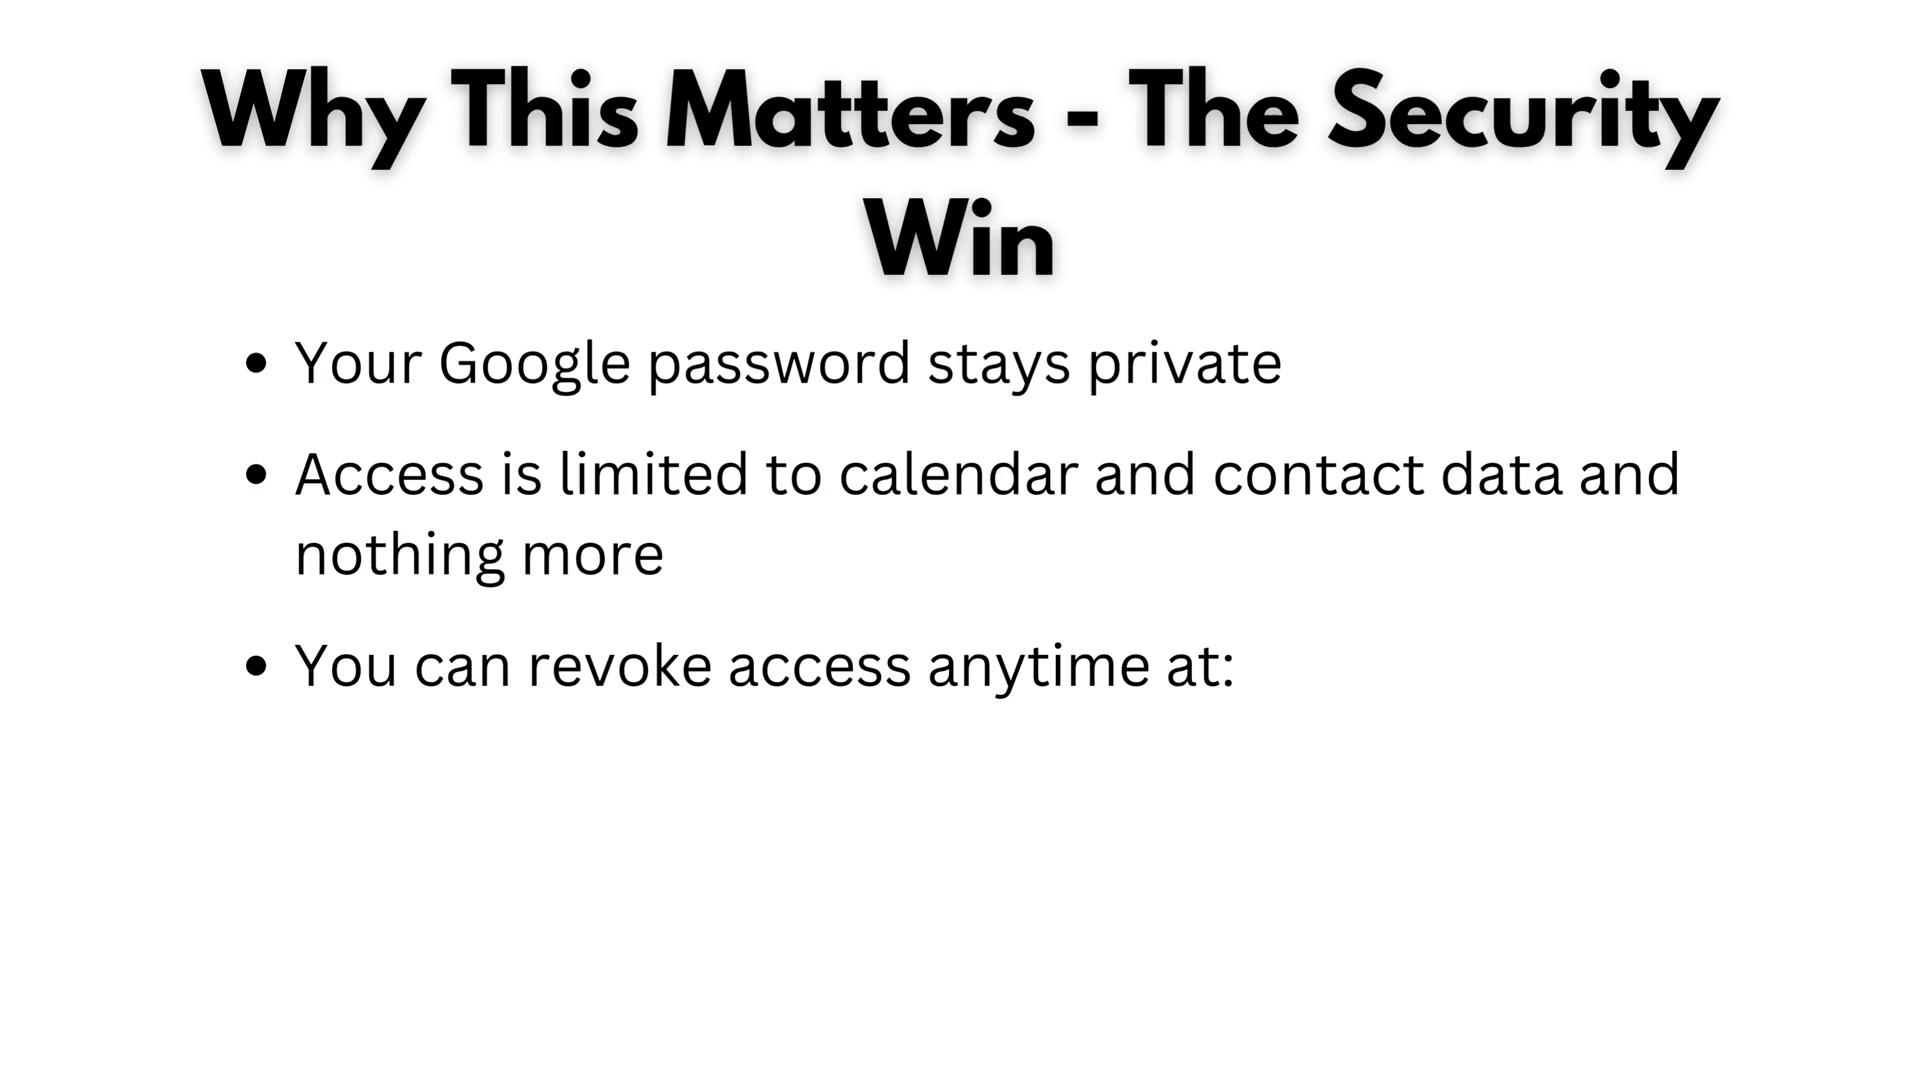 Why This Matters - The Security
Win
• Your Google password stays private
• Access is limited to calendar and contact data and
nothing more
• You can revoke access anytime at: